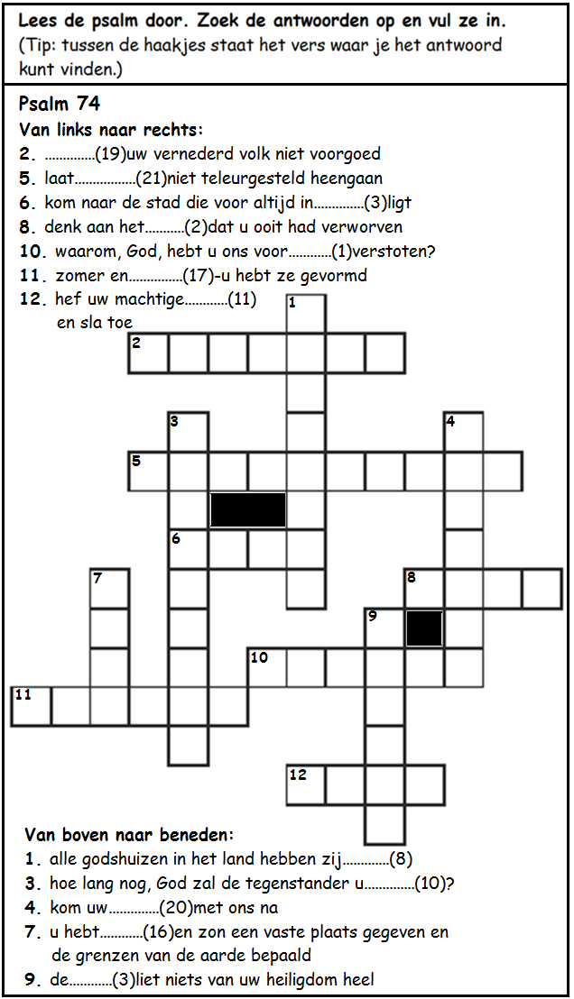 Lees de psalm door. Zoek de antwoorden op en vul ze in.
(Tip: tussen de haakjes staat het vers waar je het antwoord
kunt vinden.)
Psalm 74
Van links naar rechts:
2. .............(19)uw vernederd volk niet voorgoed
5. laat.................(21)niet teleurgesteld heengaan
6. kom naar de stad die voor altijd in..............(3)ligt
8. denk aan het...........(2)dat u ooit had verworven
10. waarom, God, hebt u ons voor............(1)verstoten?
11. zomer en...............(17)-u hebt ze gevormd
12. hef uw machtige............(11)
en sla toe
1
2
3
4
5
6
7
8
9
10
11
12
Van boven naar beneden:
1. alle godshuizen in het land hebben zij.............(8)
3. hoe lang nog, God zal de tegenstander u..............(10)?
4. kom uw..............(20)met ons na
7. u hebt............(16)en zon een vaste plaats gegeven en
de grenzen van de aarde bepaald
9. de............(3)liet niets van uw heiligdom heel